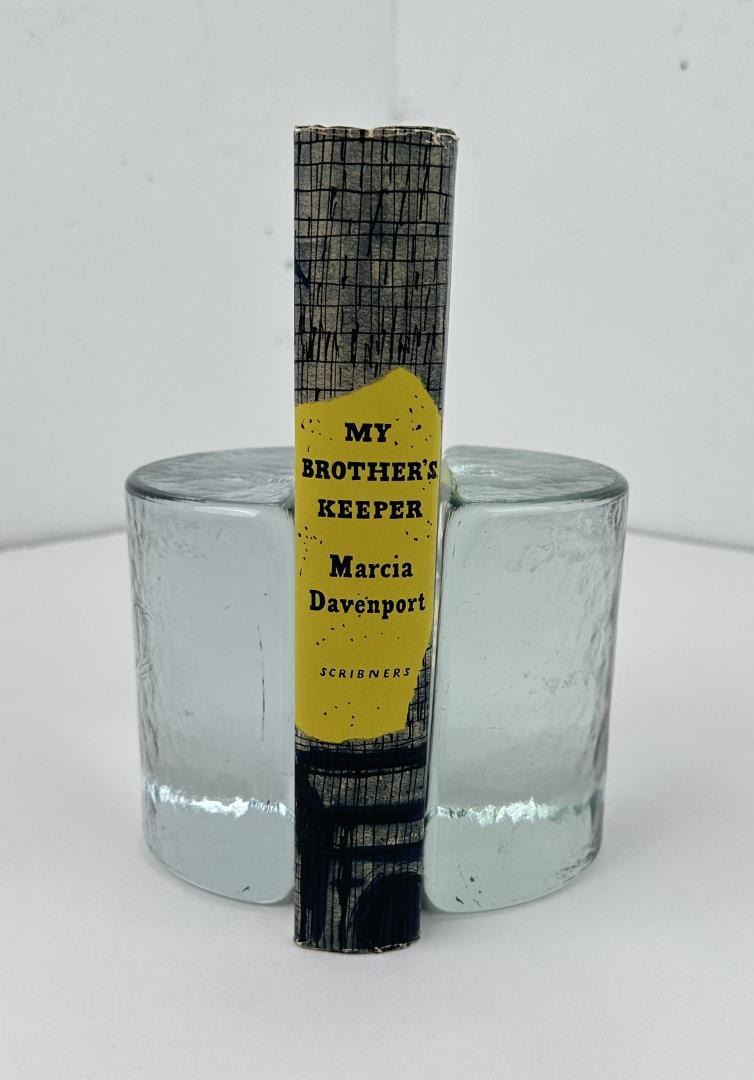 MY
BROTHER'S
KEEPER
Marcia
Davenport
SCRIBNERS